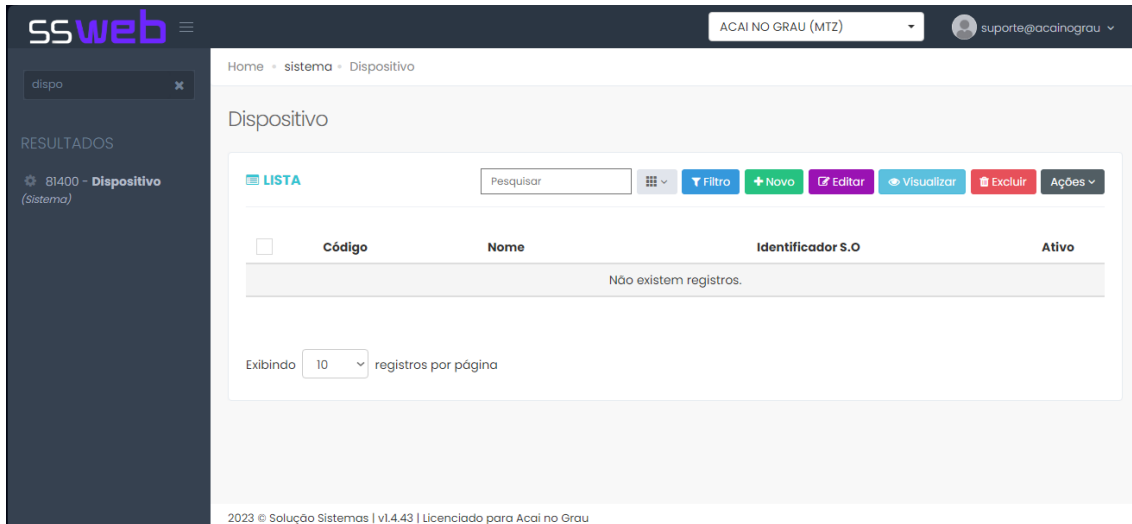 ssweb
ACAI NO GRAU (MTZ)
suporte@acainograu
dispo
Home sistema Dispositivo
RESULTADOS
81400 - Dispositivo
(Sistema)
Dispositivo
LISTA
Pesquisar
Filtro
Novo
Editar
Visualizar
Excluir
Ações
Código Nome Identificador S.O Ativo
Não existem registros.
Exibindo 10 registros por página
2023 © Solução Sistemas | v1.4.43 | Licenciado para Acai no Grau